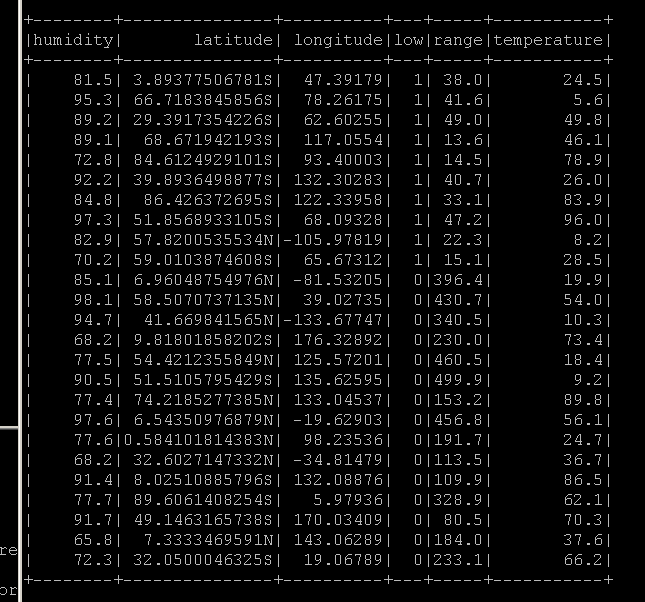 +--------+---------------+----------+---+-----+-----------+
|humidity|       latitude| longitude|low|range|temperature|
+--------+---------------+----------+---+-----+-----------+
|    81.5| 3.89377506781S|  47.39179|  1| 38.0|       24.5|
|    95.3| 66.7183845856S|  78.26175|  1| 41.6|        5.6|
|    89.2| 29.3917354226S|  62.60255|  1| 49.0|       49.8|
|    89.1|  68.671942193S|  117.0554|  1| 13.6|       46.1|
|    72.8| 84.6124929101S|  93.40003|  1| 14.5|       78.9|
|    92.2| 39.8936498877S| 132.30283|  1| 40.7|       26.0|
|    84.8|  86.426372695S| 122.33958|  1| 33.1|       83.9|
|    97.3| 51.8568933105S|  68.09328|  1| 47.2|       96.0|
|    82.9| 57.8200535534N|-105.97819|  1| 22.3|        8.2|
|    70.2| 59.0103874608S|  65.67312|  1| 15.1|       28.5|
|    85.1| 6.96048754976N| -81.53205|  0|396.4|       19.9|
|    98.1| 58.5070737135N|  39.02735|  0|430.7|       54.0|
|    94.7|  41.669841565N|-133.67747|  0|340.5|       10.3|
|    68.2| 9.81801858202S| 176.32892|  0|230.0|       73.4|
|    77.5| 54.4212355849N| 125.57201|  0|460.5|       18.4|
|    90.5| 51.5105795429S| 135.62595|  0|499.9|        9.2|
|    77.4| 74.2185277385N| 133.04537|  0|153.2|       89.8|
|    97.6| 6.54350976879N| -19.62903|  0|456.8|       56.1|
|    77.6|0.584101814383N|  98.23536|  0|191.7|       24.7|
|    68.2| 32.6027147332N| -34.81479|  0|113.5|       36.7|
|    91.4| 8.02510885796S| 132.08876|  0|109.9|       86.5|
|    77.7| 89.6061408254S|   5.97936|  0|328.9|       62.1|
|    91.7| 49.1463165738S| 170.03409|  0| 80.5|       70.3|
re
|    65.8|  7.3333469591N| 143.06289|  0|184.0|       37.6|
|    72.3| 32.0500046325S|  19.06789|  0|233.1|       66.2|
+--------+---------------+----------+---+-----+-----------+
or